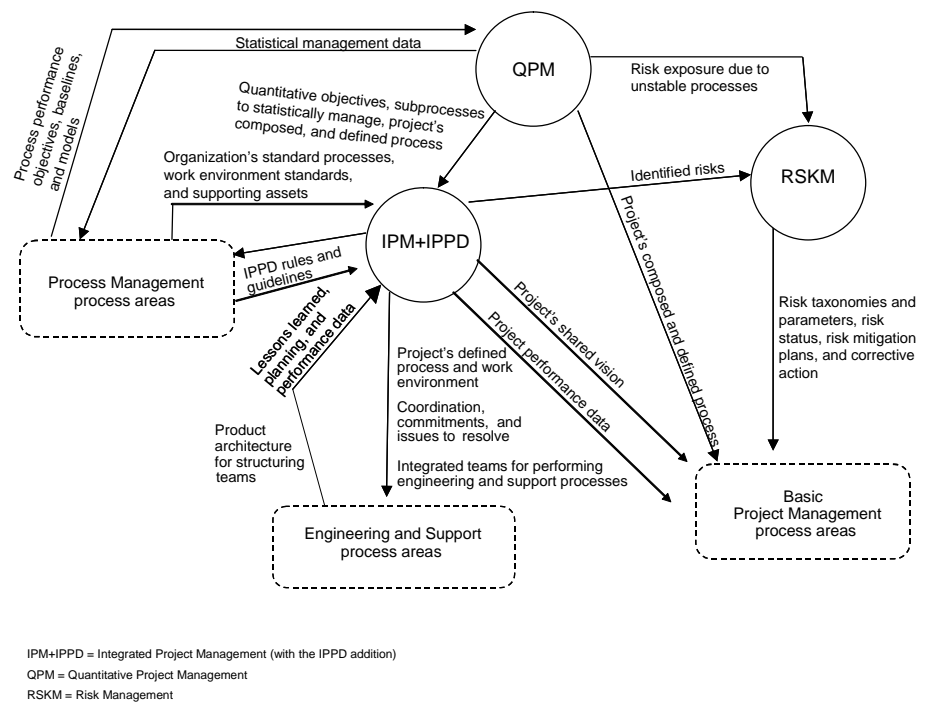 QPM
Statistical management data
Risk exposure due to
unstable processes
Process performance
objectives, baselines,
and models
Quantitative objectives, subprocesses
to statistically manage, project's
composed, and defined process
Organization's standard processes,
work environment standards,
and supporting assets
Identified risks
RSKM
IPM+IPPD
Project's composed and defined process
IPPD rules and
guidelines
Process Management
process areas
Lessons learned,
planning, and
performance data
Project's shared vision
Project performance data
Risk taxonomies and
parameters, risk
status, risk mitigation
plans, and corrective
action
Project's defined
process and work
environment
Coordination,
commitments, and
issues to resolve
Integrated teams for performing
engineering and support processes
Product
architecture
for structuring
teams
Engineering and Support
process areas
Basic
Project Management
process areas
IPM+IPPD = Integrated Project Management (with the IPPD addition)
QPM = Quantitative Project Management
RSKM = Risk Management